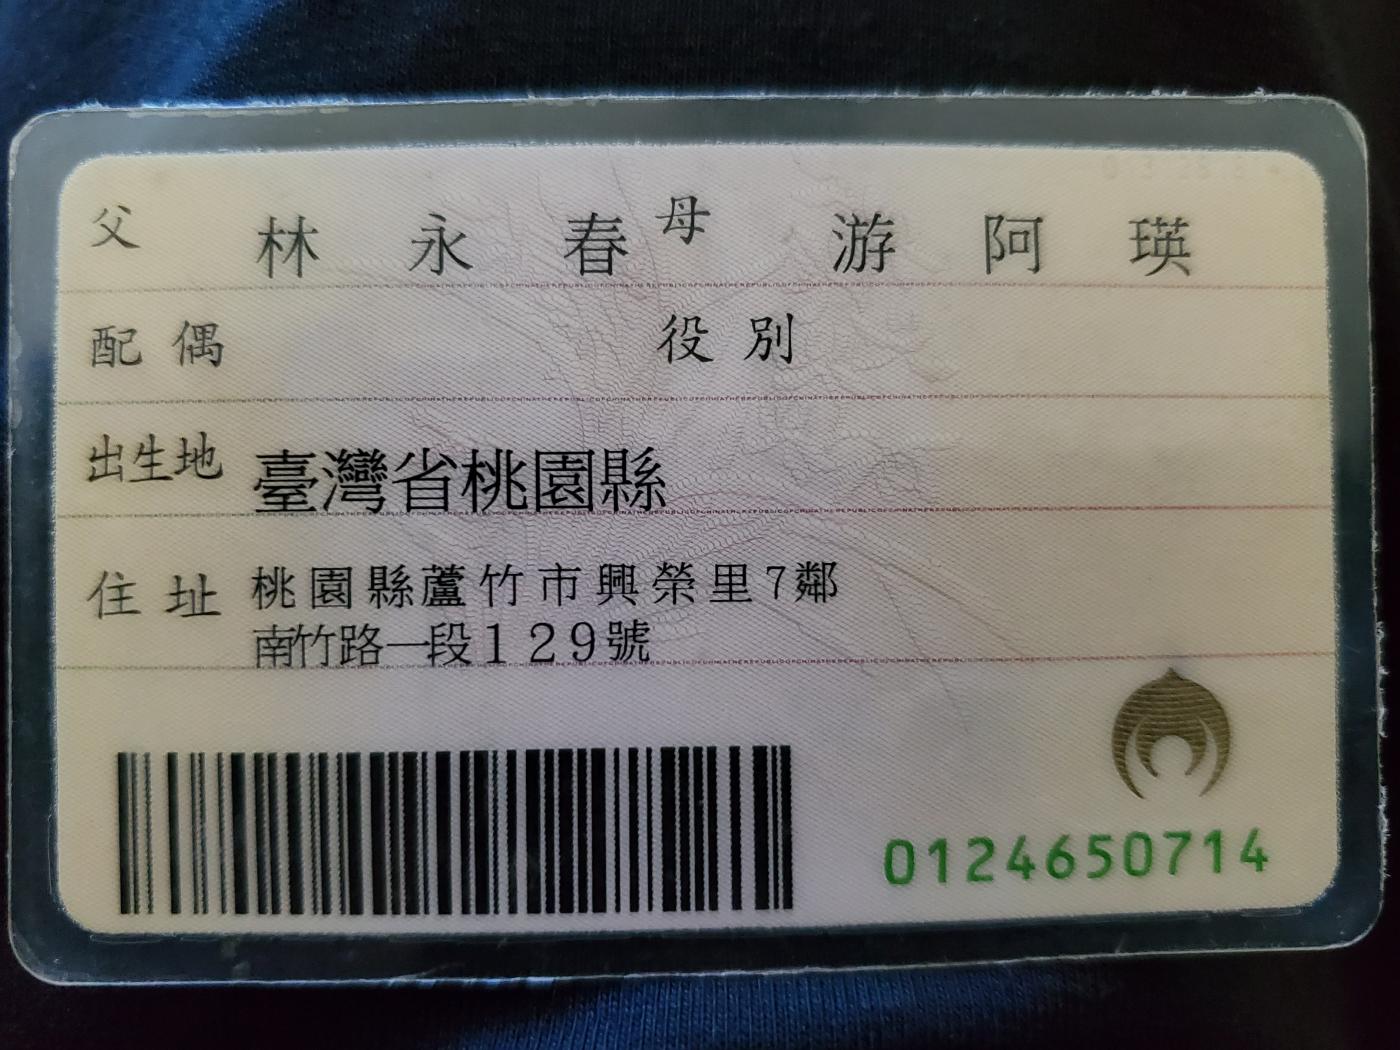 父 林永春 母 游阿瑛
配偶 役別
出生地 臺灣省桃園縣
住址 桃園縣蘆竹市興榮里7鄰
南竹路一段129號
0124650714